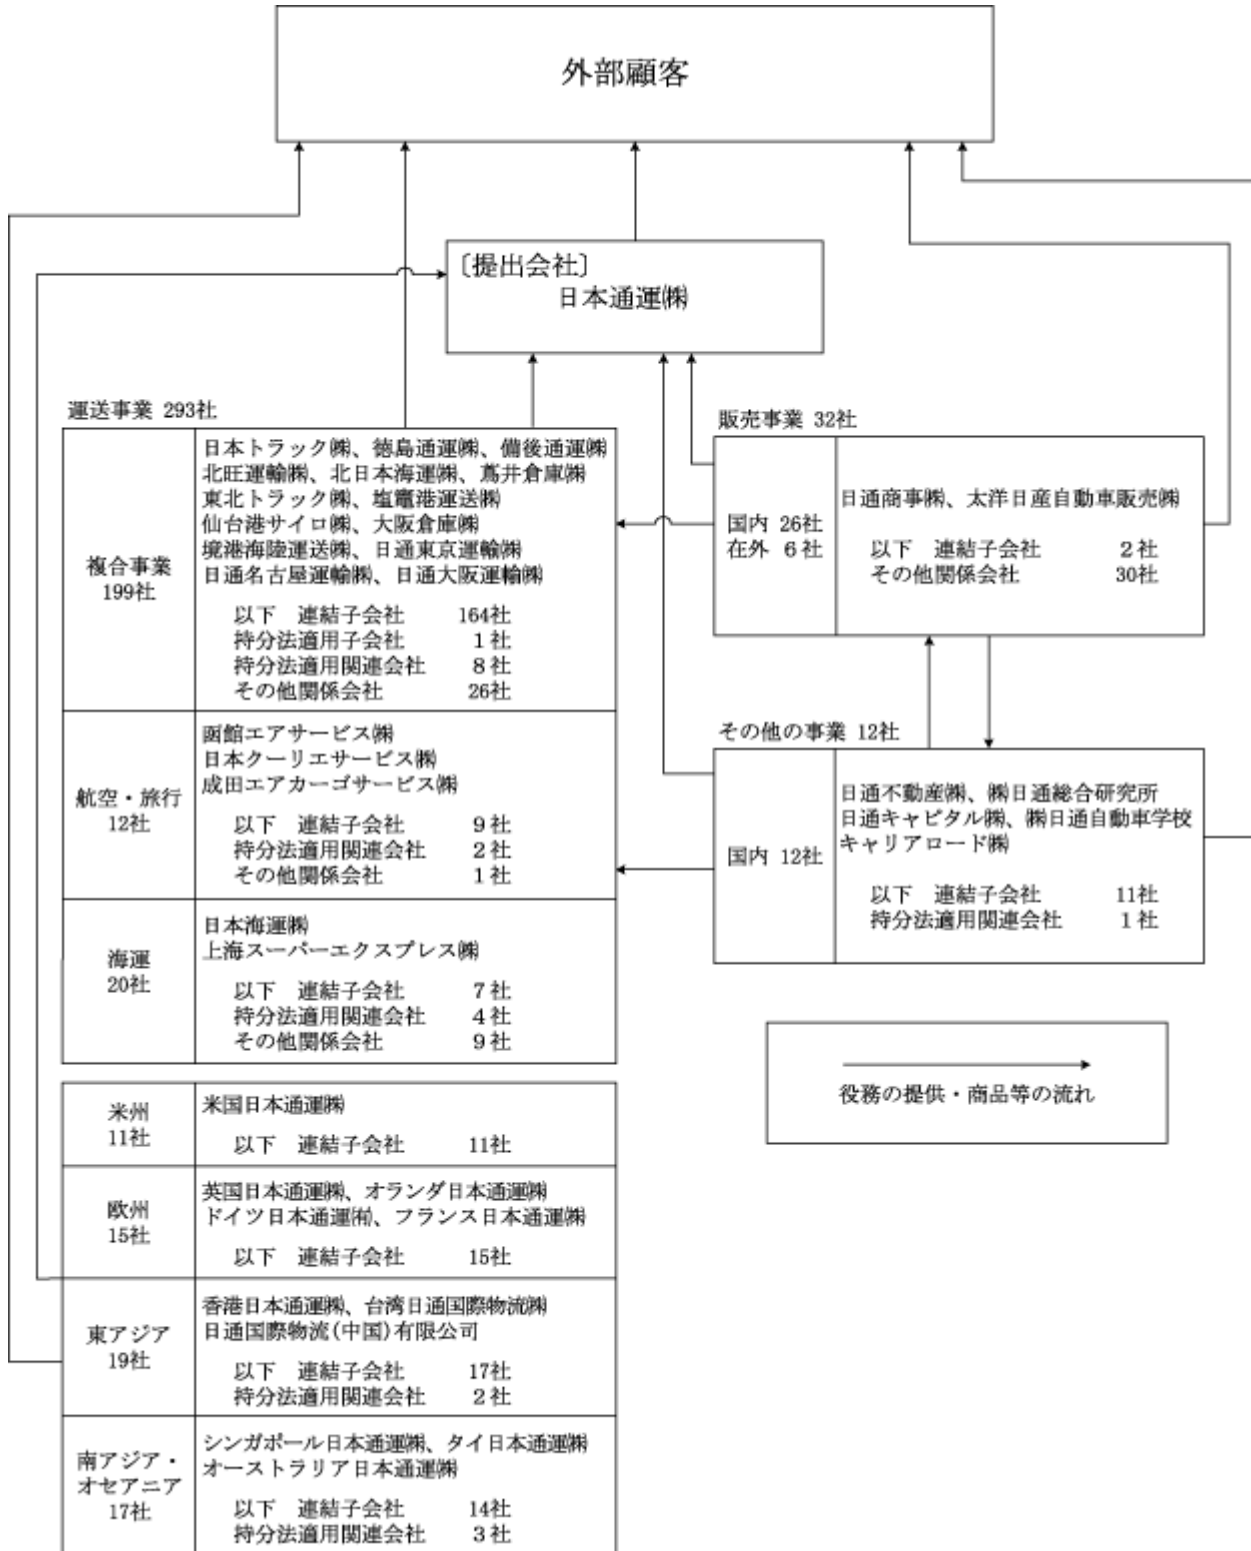 外部顧客
〔提出会社〕
日本通運㈱
運送事業 293社
複合事業
199社
日本トラック㈱、徳島通運㈱、備後通運㈱
北旺運輸㈱、北日本海運㈱、蔦井倉庫㈱
東北トラック㈱、塩竈港運送㈱
仙台港サイロ㈱、大阪倉庫㈱
境港海陸運送㈱、日通東京運輸㈱
日通名古屋運輸㈱、日通大阪運輸㈱
以下 連結子会社 164社
持分法適用子会社 1社
持分法適用関連会社 8社
その他関係会社 26社
航空・旅行
12社
函館エアサービス㈱
日本クーリエサービス㈱
成田エアカーゴサービス㈱
以下 連結子会社 9社
持分法適用関連会社 2社
その他関係会社 1社
海運
20社
日本海運㈱
上海スーパーエクスプレス㈱
以下 連結子会社 7社
持分法適用関連会社 4社
その他関係会社 9社
米州
11社
米国日本通運㈱
以下 連結子会社 11社
欧州
15社
英国日本通運㈱、オランダ日本通運㈱
ドイツ日本通運㈲、フランス日本通運㈱
以下 連結子会社 15社
東アジア
19社
香港日本通運㈱、台湾日通国際物流㈱
日通国際物流(中国)有限公司
以下 連結子会社 17社
持分法適用関連会社 2社
南アジア・
オセアニア
17社
シンガポール日本通運㈱、タイ日本通運㈱
オーストラリア日本通運㈱
以下 連結子会社 14社
持分法適用関連会社 3社
販売事業 32社
国内 26社
在外 6社
日通商事㈱、太洋日産自動車販売㈱
以下 連結子会社 2社
その他関係会社 30社
その他の事業 12社
国内 12社
日通不動産㈱、㈱日通総合研究所
日通キャピタル㈱、㈱日通自動車学校
キャリアロード㈱
以下 連結子会社 11社
持分法適用関連会社 1社
役務の提供・商品等の流れ